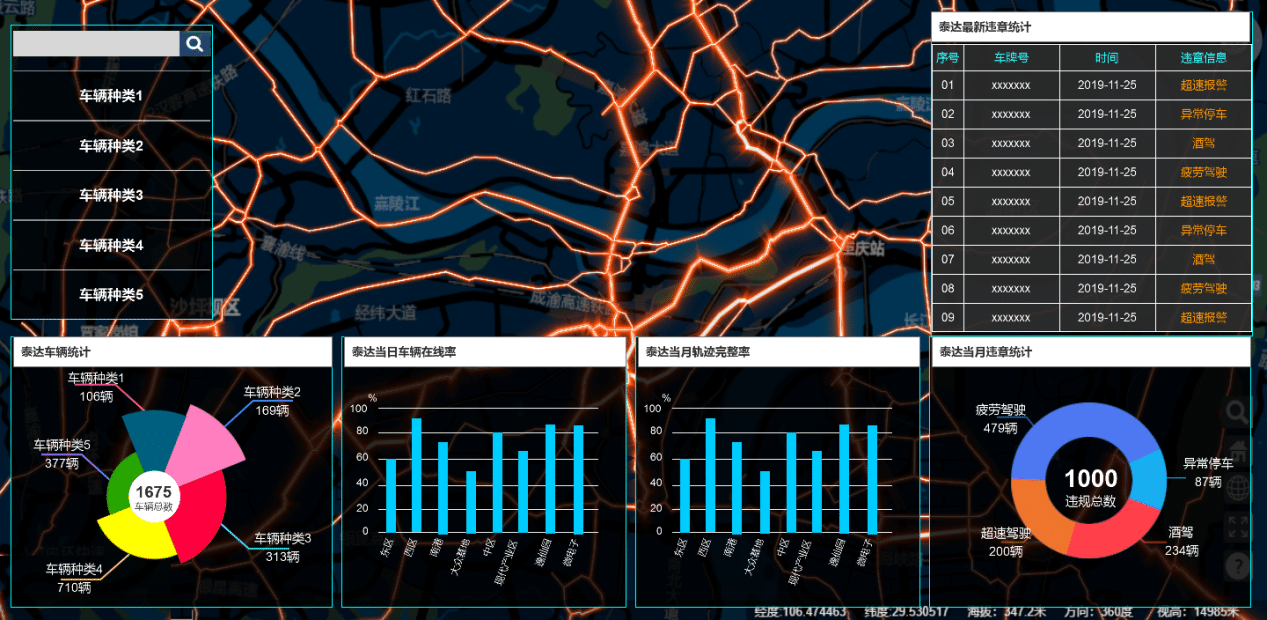 车辆种类1
车辆种类2
车辆种类3
车辆种类4
车辆种类5
红石路
嘉陵江
成渝高速铁
经纬大道
泰达最新违章统计
序号 车牌号 时间 违章信息
01 xxxxxxx 2019-11-25 超速报警
02 xxxxxxx 2019-11-25 异常停车
03 xxxxxxx 2019-11-25 酒驾
04 xxxxxxx 2019-11-25 疲劳驾驶
05 xxxxxxx 2019-11-25 超速报警
06 xxxxxxx 2019-11-25 异常停车
07 xxxxxxx 2019-11-25 酒驾
08 xxxxxxx 2019-11-25 疲劳驾驶
09 xxxxxxx 2019-11-25 超速报警
泰达车辆统计
车辆种类1
106辆
车辆种类2
169辆
车辆种类5
377辆
1675
车辆总数
车辆种类3
313辆
车辆种类4
710辆
泰达当日车辆在线率
%
100
80
60
40
20
0
东区 西区 南港 大众基地 中区 现代产业区 逸仙园 微电子
泰达当月轨迹完整率
%
100
80
60
40
20
0
东区 西区 南港 大众基地 中区 现代产业区 逸仙园 微电子
泰达当月违章统计
疲劳驾驶
479辆
异常停车
87辆
1000
违规总数
超速驾驶
200辆
酒驾
234辆
经度:106.474463 纬度:29.530517 海拔: 347.2米 方向: 360度 视高: 14985米